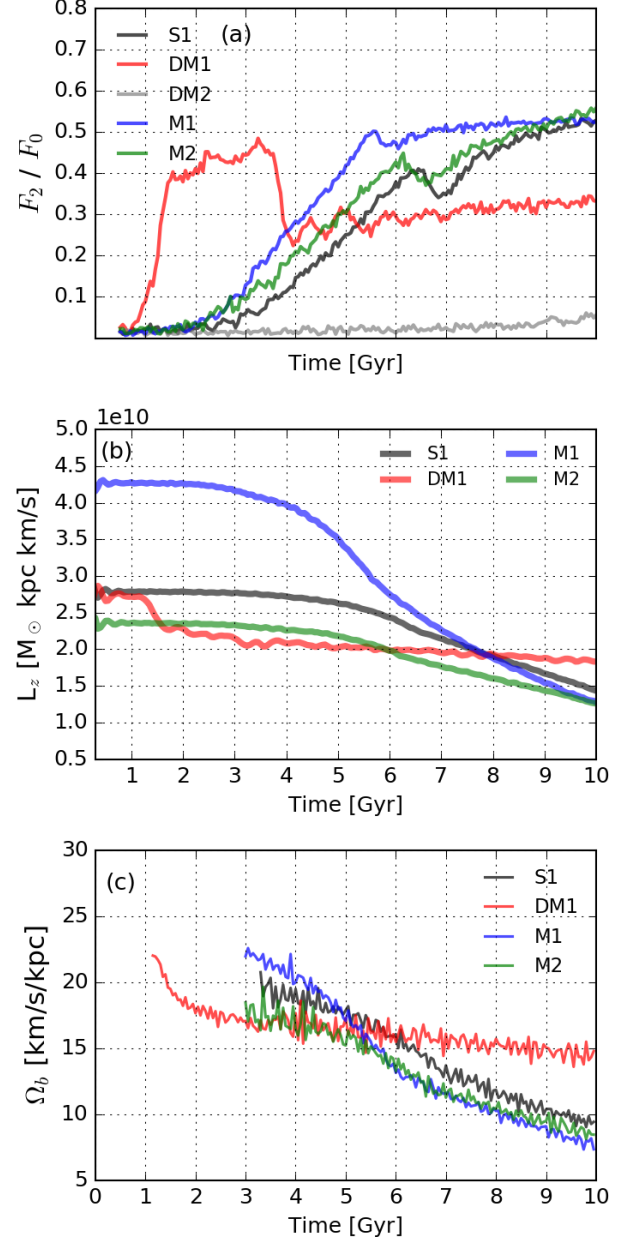 0.8
0.7
0.6
0.5
0.4
0.3
0.2
0.1
F₂ / F₀
S1
DM1
DM2
M1
M2
(a)
Time [Gyr]
1e10
5.0
4.5
4.0
3.5
3.0
2.5
2.0
1.5
1.0
0.5
L_z [M_⊙ kpc km/s]
(b)
S1
DM1
M1
M2
1 2 3 4 5 6 7 8 9 10
Time [Gyr]
30
25
20
15
10
5
Ω_b [km/s/kpc]
(c)
S1
DM1
M1
M2
0 1 2 3 4 5 6 7 8 9 10
Time [Gyr]